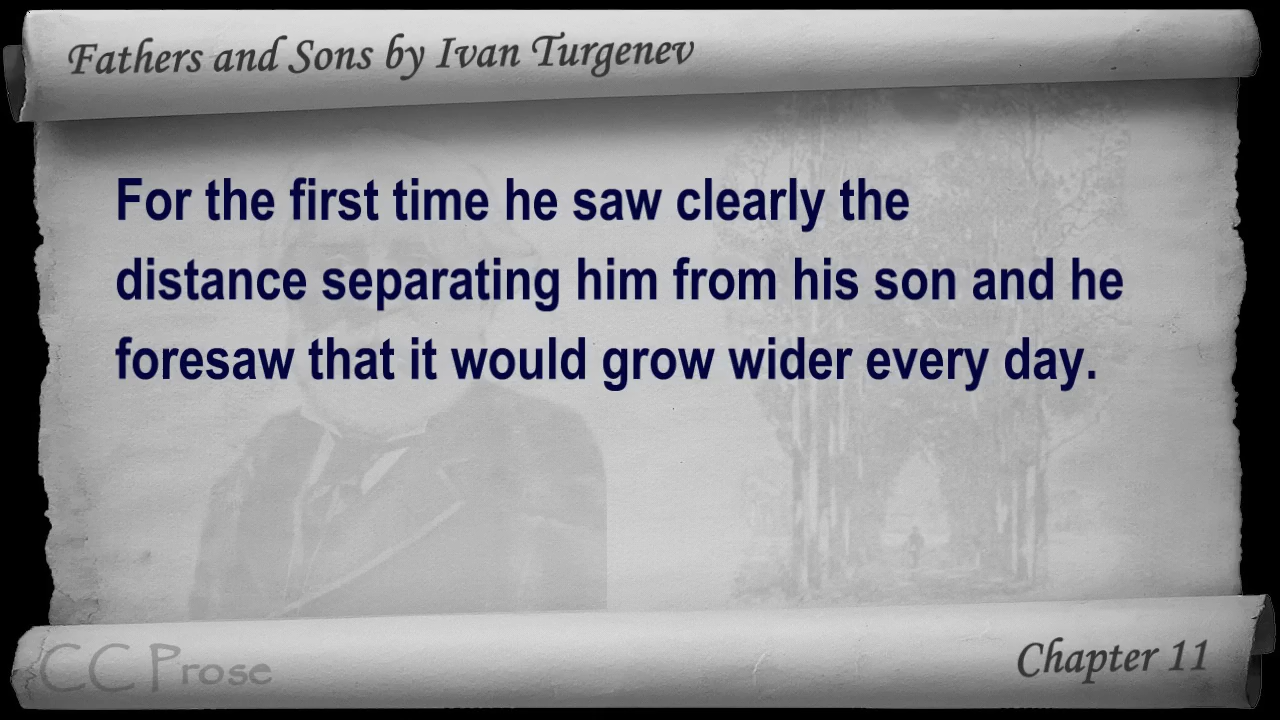 Fathers and Sons by Ivan Turgenev
For the first time he saw clearly the
distance separating him from his son and he
foresaw that it would grow wider every day.
CC Prose
Chapter 11